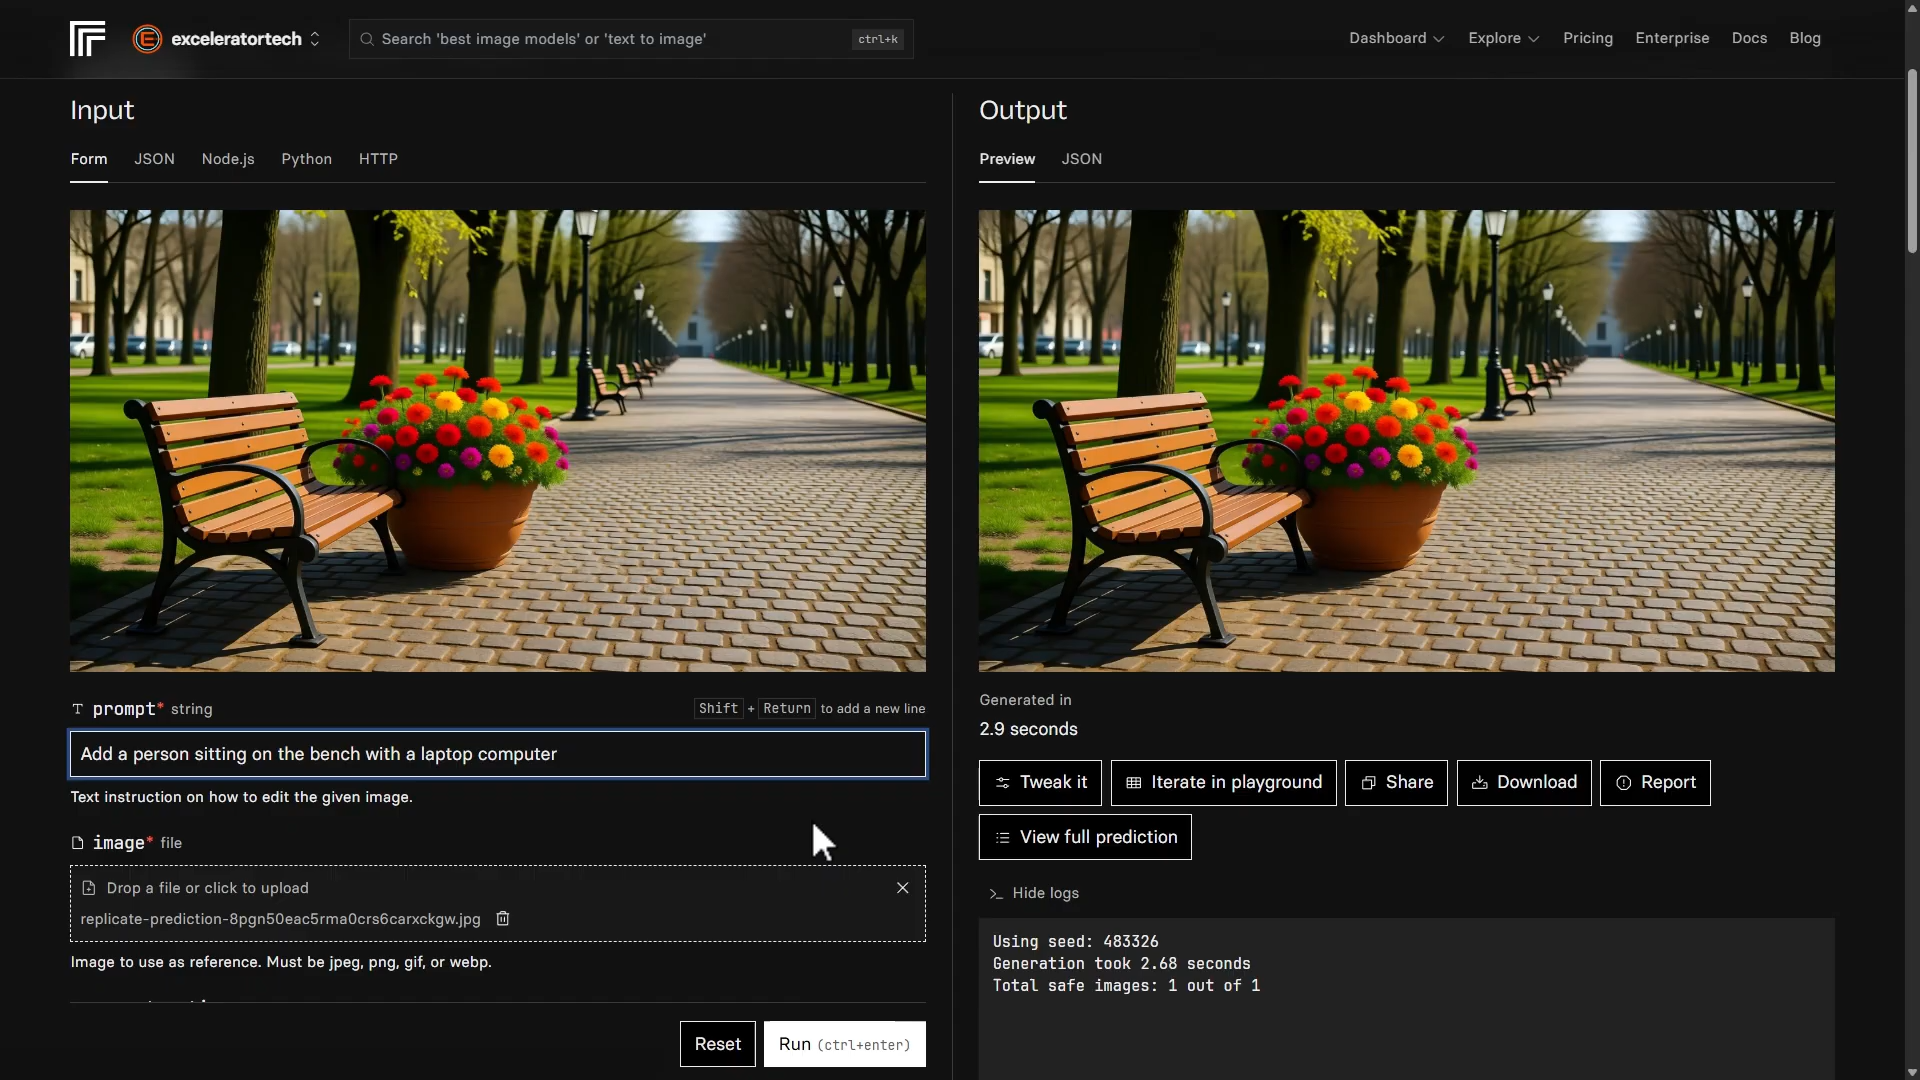 exceleratortech
Search 'best image models' or 'text to image'
ctrl+k
Dashboard
Explore
Pricing
Enterprise
Docs
Blog
Input
Form
JSON
Node.js
Python
HTTP
T prompt* string
Shift + Return to add a new line
Add a person sitting on the bench with a laptop computer
Text instruction on how to edit the given image.
image* file
Drop a file or click to upload
replicate-prediction-8pgn50eac5rma0crs6carxckgw.jpg
Image to use as reference. Must be jpeg, png, gif, or webp.
Reset
Run (ctrl+enter)
Output
Preview
JSON
Generated in
2.9 seconds
Tweak it
Iterate in playground
Share
Download
Report
View full prediction
Hide logs
Using seed: 483326
Generation took 2.68 seconds
Total safe images: 1 out of 1